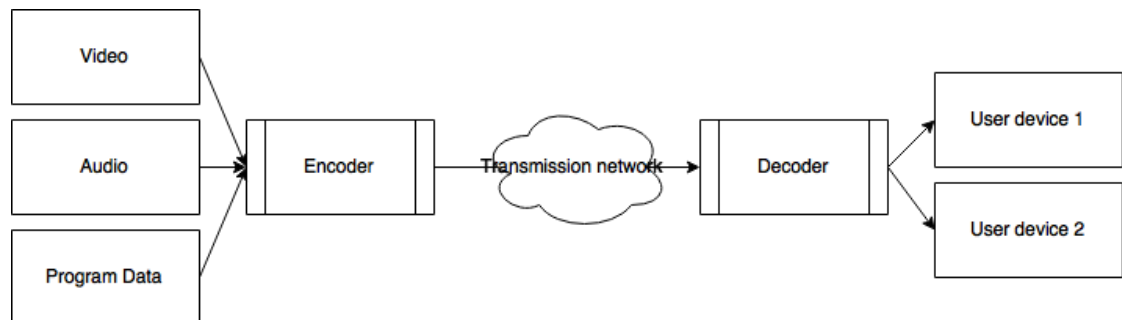 Video
Audio
Program Data
Encoder
Transmission network
Decoder
User device 1
User device 2